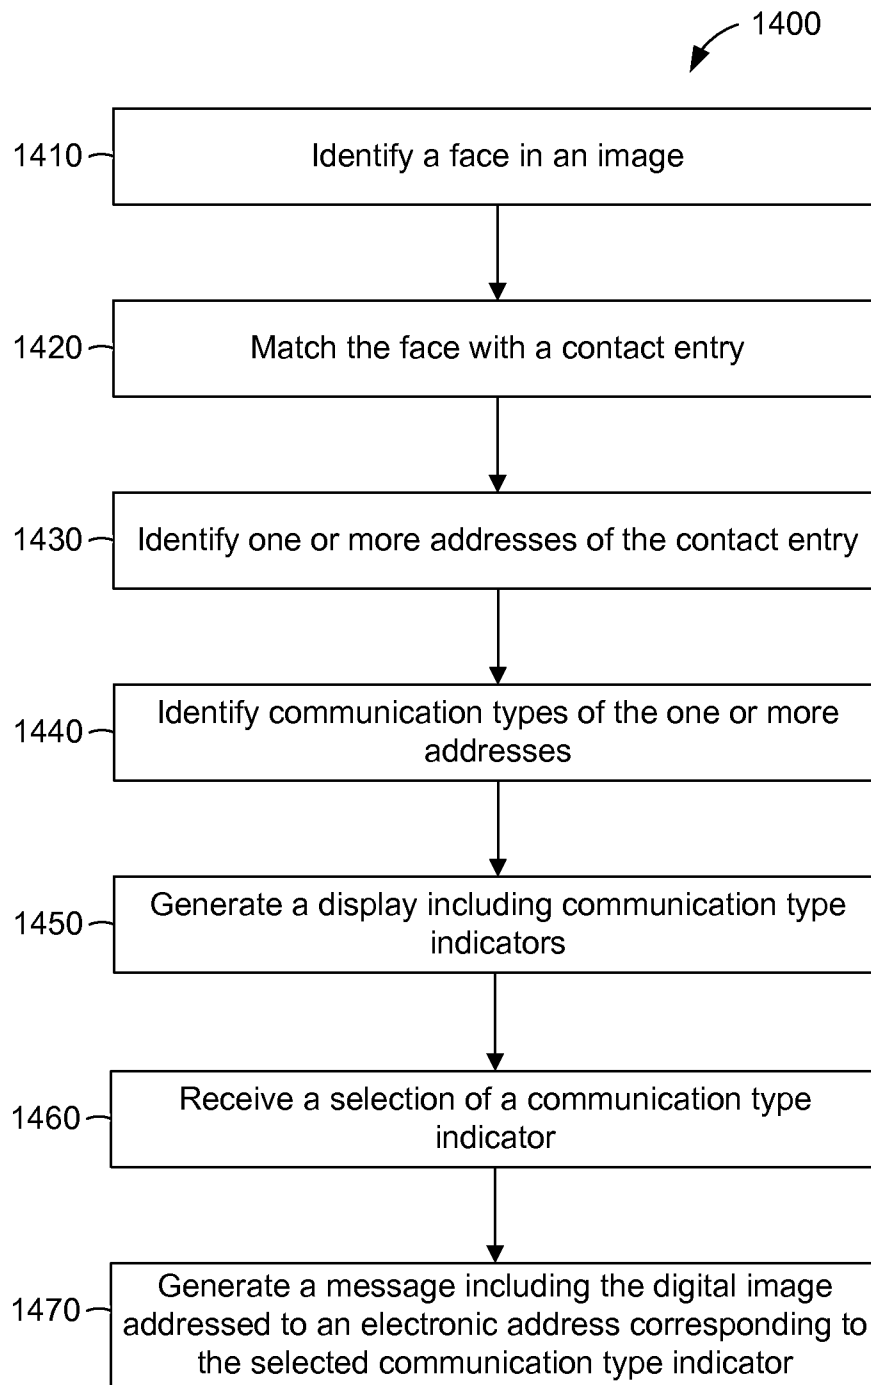 1400
1410
Identify a face in an image
1420
Match the face with a contact entry
1430
Identify one or more addresses of the contact entry
1440
Identify communication types of the one or more
addresses
1450
Generate a display including communication type
indicators
1460
Receive a selection of a communication type
indicator
1470
Generate a message including the digital image
addressed to an electronic address corresponding to
the selected communication type indicator